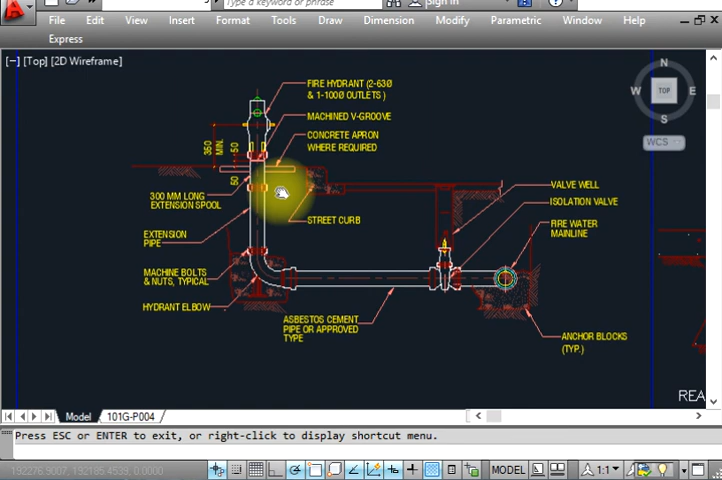 Type a keyword or phrase
Sign In
File Edit View Insert Format Tools Draw Dimension Modify Parametric Window Help
Express
[−] [Top] [2D Wireframe]
N
W TOP E
S
WCS
FIRE HYDRANT (2-63Ø
& 1-100Ø OUTLETS )
MACHINED V-GROOVE
CONCRETE APRON
WHERE REQUIRED
350
MIN.
50
50
300 MM LONG
EXTENSION SPOOL
STREET CURB
VALVE WELL
ISOLATION VALVE
FIRE WATER
MAINLINE
EXTENSION
PIPE
MACHINE BOLTS
& NUTS, TYPICAL
HYDRANT ELBOW
ASBESTOS CEMENT
PIPE OR APPROVED
TYPE
ANCHOR BLOCKS
(TYP.)
REA
Model 101G-P004
Press ESC or ENTER to exit, or right-click to display shortcut menu.
192276.9007, 192185.4539, 0.0000
MODEL
1:1